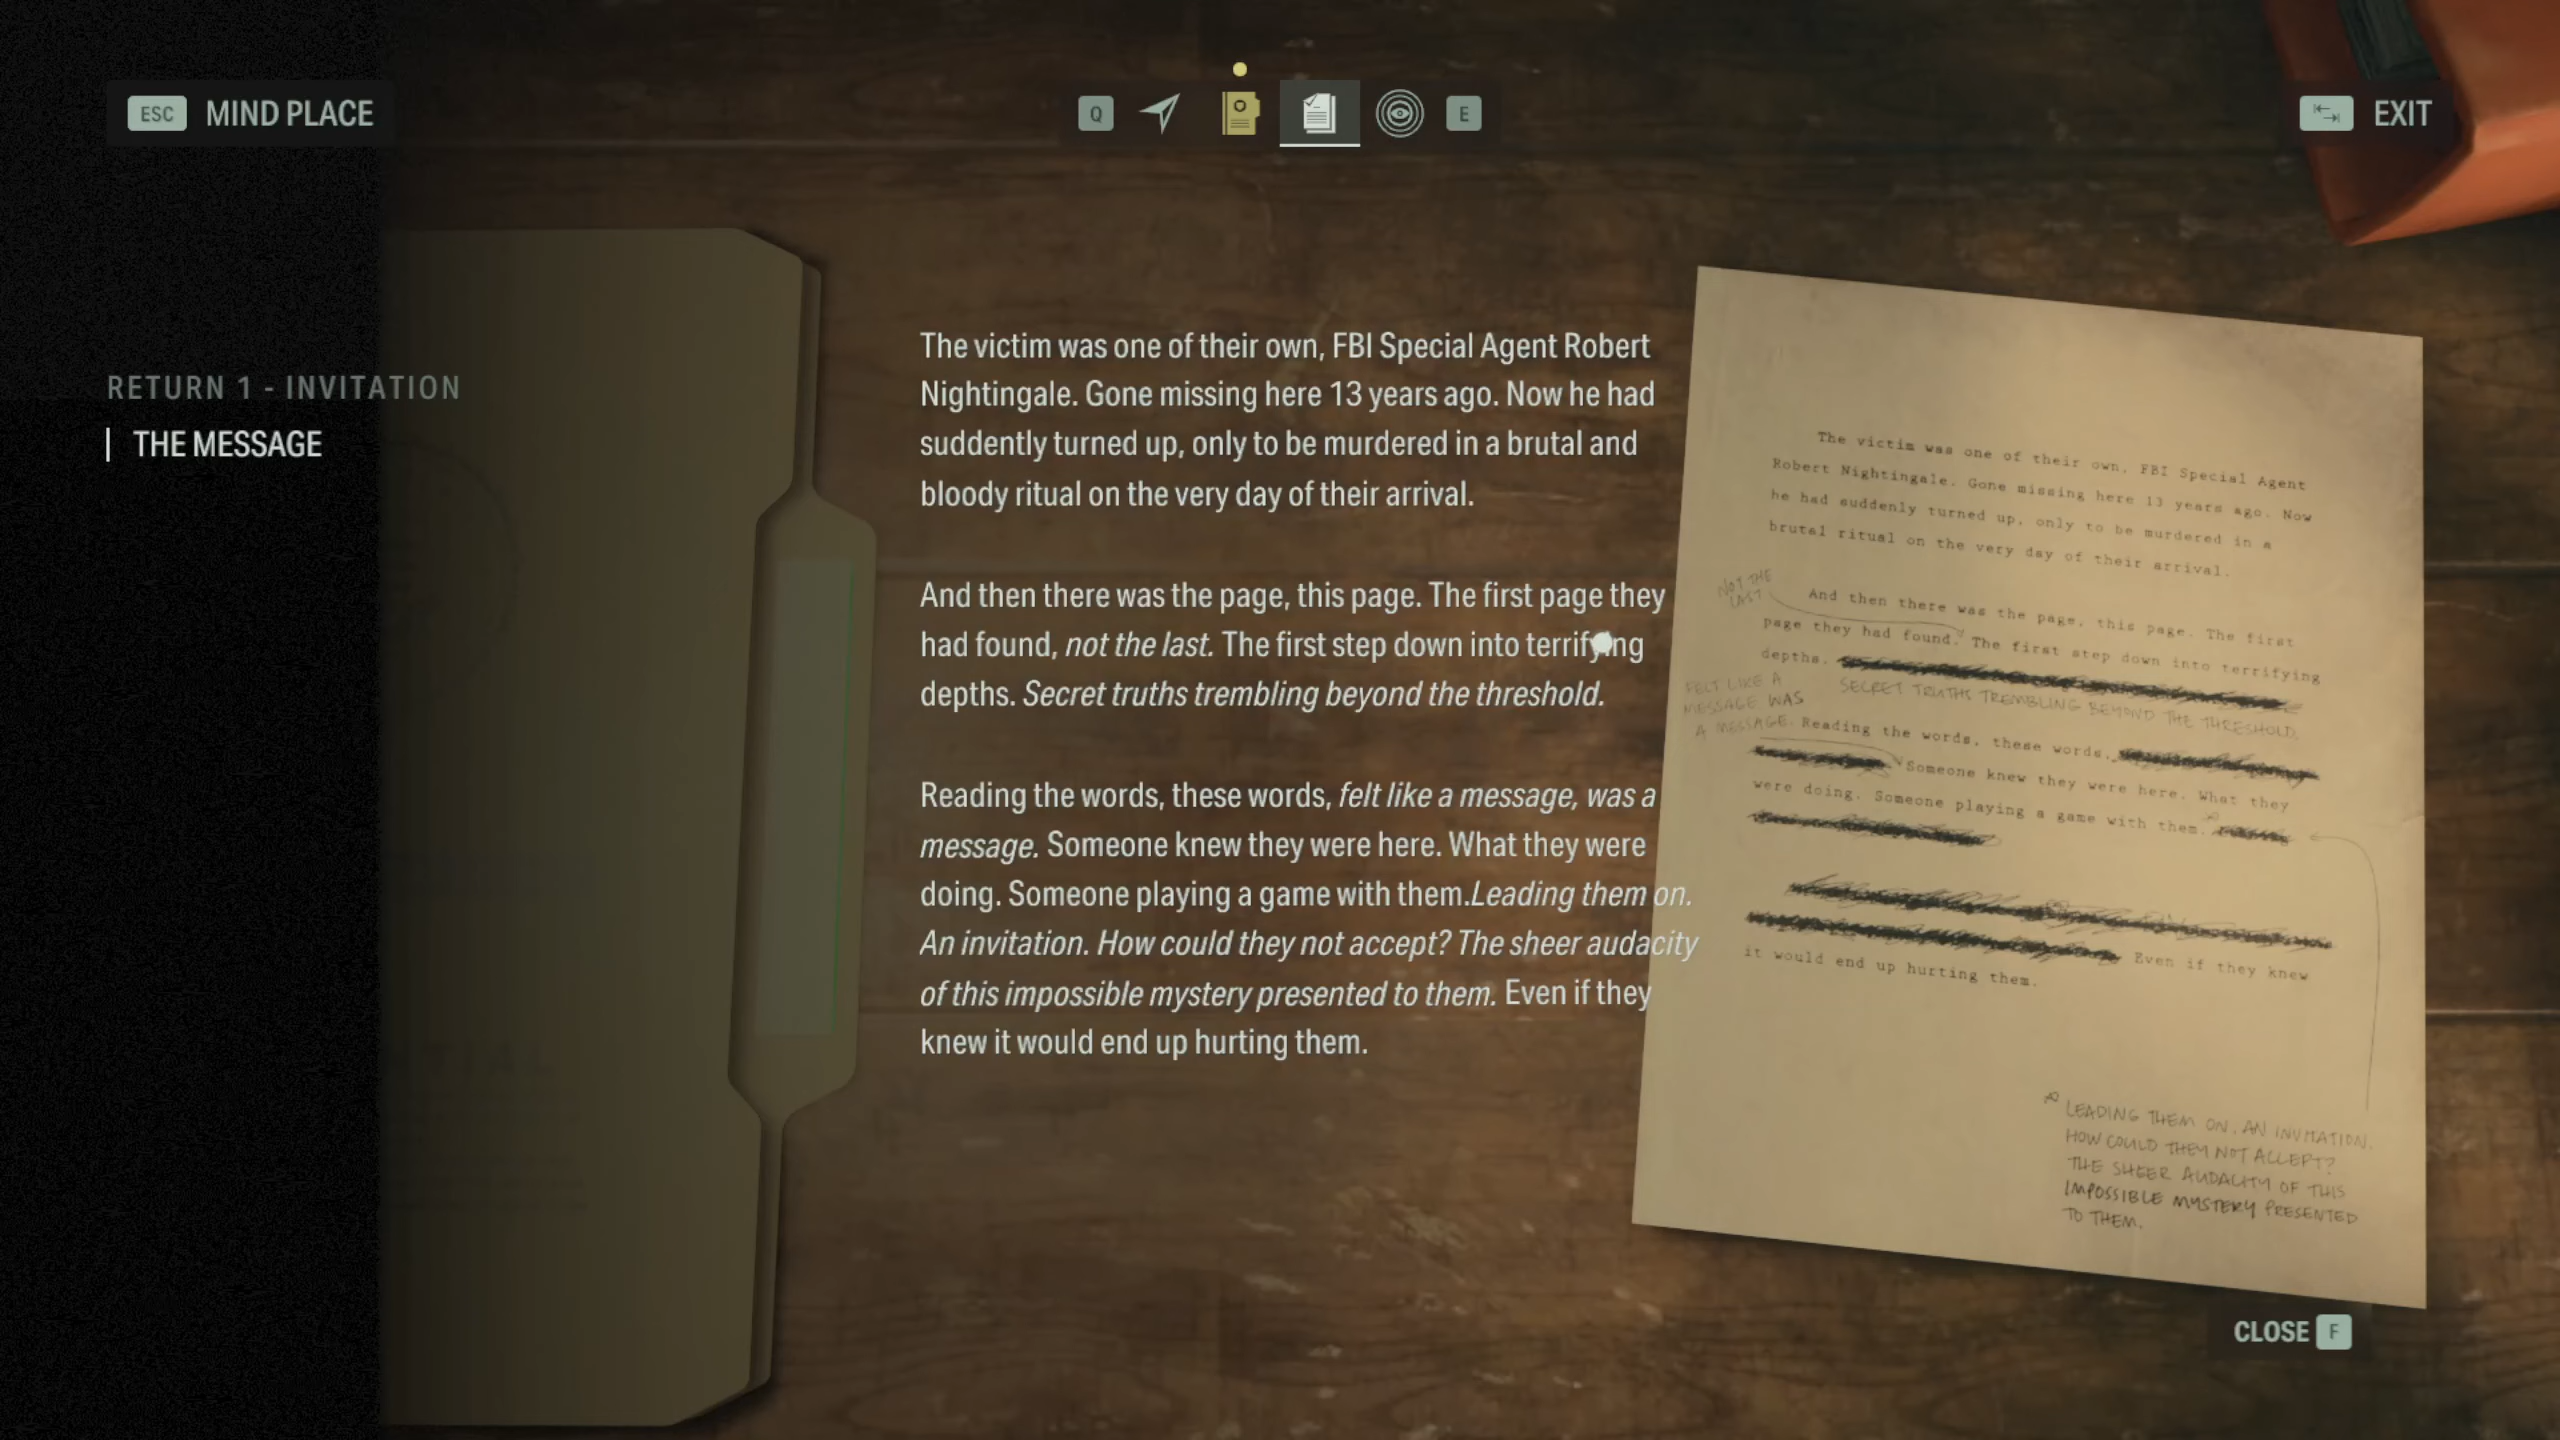 ESC MIND PLACE
Q
E
EXIT
RETURN 1 - INVITATION
THE MESSAGE
The victim was one of their own, FBI Special Agent Robert
Nightingale. Gone missing here 13 years ago. Now he had
suddently turned up, only to be murdered in a brutal and
bloody ritual on the very day of their arrival.
And then there was the page, this page. The first page they
had found, not the last. The first step down into terrifying
depths. Secret truths trembling beyond the threshold.
Reading the words, these words, felt like a message, was a
message. Someone knew they were here. What they were
doing. Someone playing a game with them.Leading them on.
An invitation. How could they not accept? The sheer audacity
of this impossible mystery presented to them. Even if they
knew it would end up hurting them.
The victim was one of their own, FBI Special Agent
Robert Nightingale. Gone missing here 13 years ago. Now
he had suddenly turned up, only to be murdered in a
brutal ritual on the very day of their arrival.
NOT THE
LAST
And then there was the page, this page. The first
page they had found. The first step down into terrifying
depths.
SECRET TRUTHS TREMBLING BEYOND THE THRESHOLD.
FELT LIKE A
MESSAGE WAS
A MESSAGE.
Reading the words, these words,
Someone knew they were here. What they
were doing. Someone playing a game with them.
Even if they knew
it would end up hurting them.
LEADING THEM ON. AN INVITATION.
HOW COULD THEY NOT ACCEPT?
THE SHEER AUDACITY OF THIS
IMPOSSIBLE MYSTERY PRESENTED
TO THEM.
CLOSE F